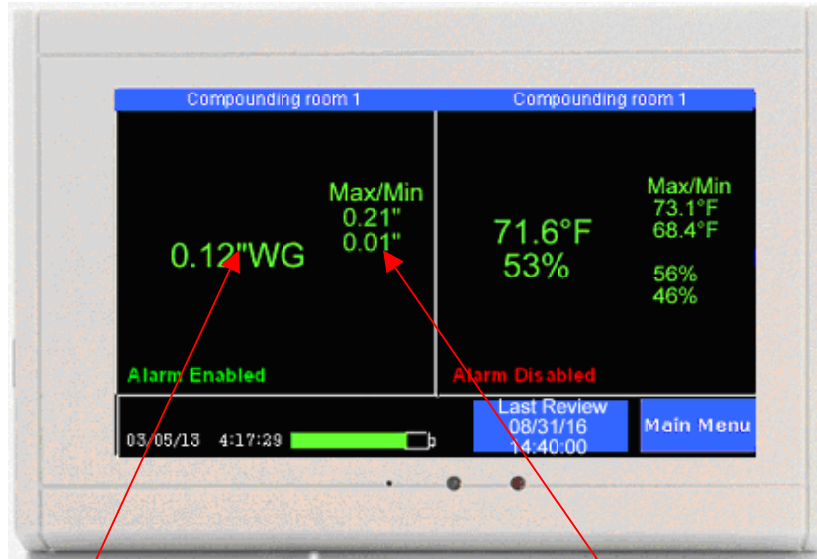 Compounding room 1
0.12"WG
Max/Min
0.21"
0.01"
Alarm Enabled
Compounding room 1
71.6°F
53%
Max/Min
73.1°F
68.4°F
56%
46%
Alarm Disabled
03/05/13 4:17:29
Last Review
08/31/16
14:40:00
Main Menu